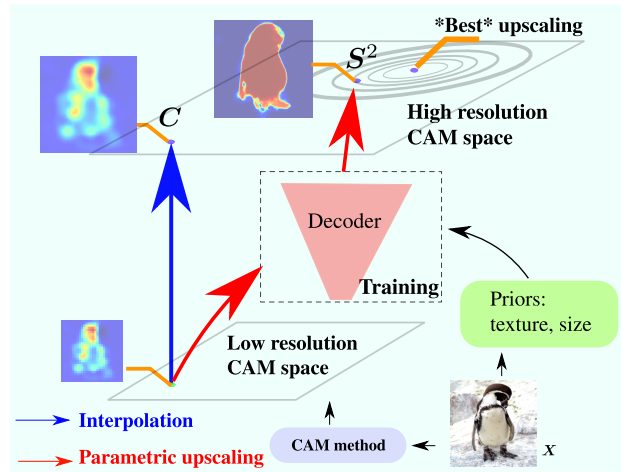 *Best* upscaling
S²
C
High resolution
CAM space
Decoder
Training
Priors:
texture, size
Low resolution
CAM space
Interpolation
CAM method
x
Parametric upscaling